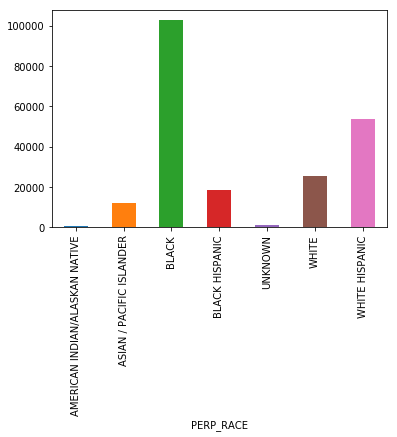 100000
80000
60000
40000
20000
0
AMERICAN INDIAN/ALASKAN NATIVE
ASIAN / PACIFIC ISLANDER
BLACK
BLACK HISPANIC
UNKNOWN
WHITE
WHITE HISPANIC
PERP_RACE